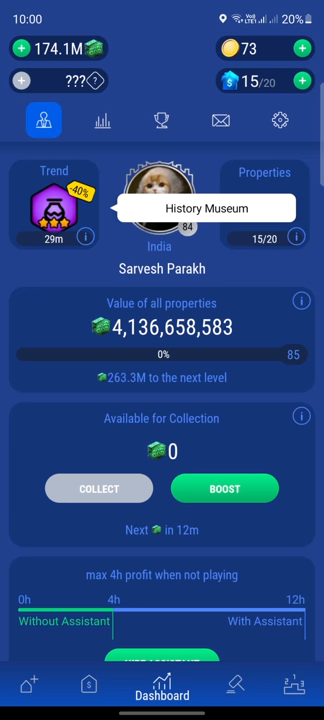 10:00
Vo)
LTE1
20%
174.1M
73
???
?
15/20
Trend
-40%
29m
i
History Museum
84
India
Properties
15/20
i
Sarvesh Parakh
Value of all properties
i
4,136,658,583
0%
85
263.3M to the next level
Available for Collection
i
0
COLLECT
BOOST
Next in 12m
max 4h profit when not playing
0h 4h 12h
Without Assistant With Assistant
Dashboard